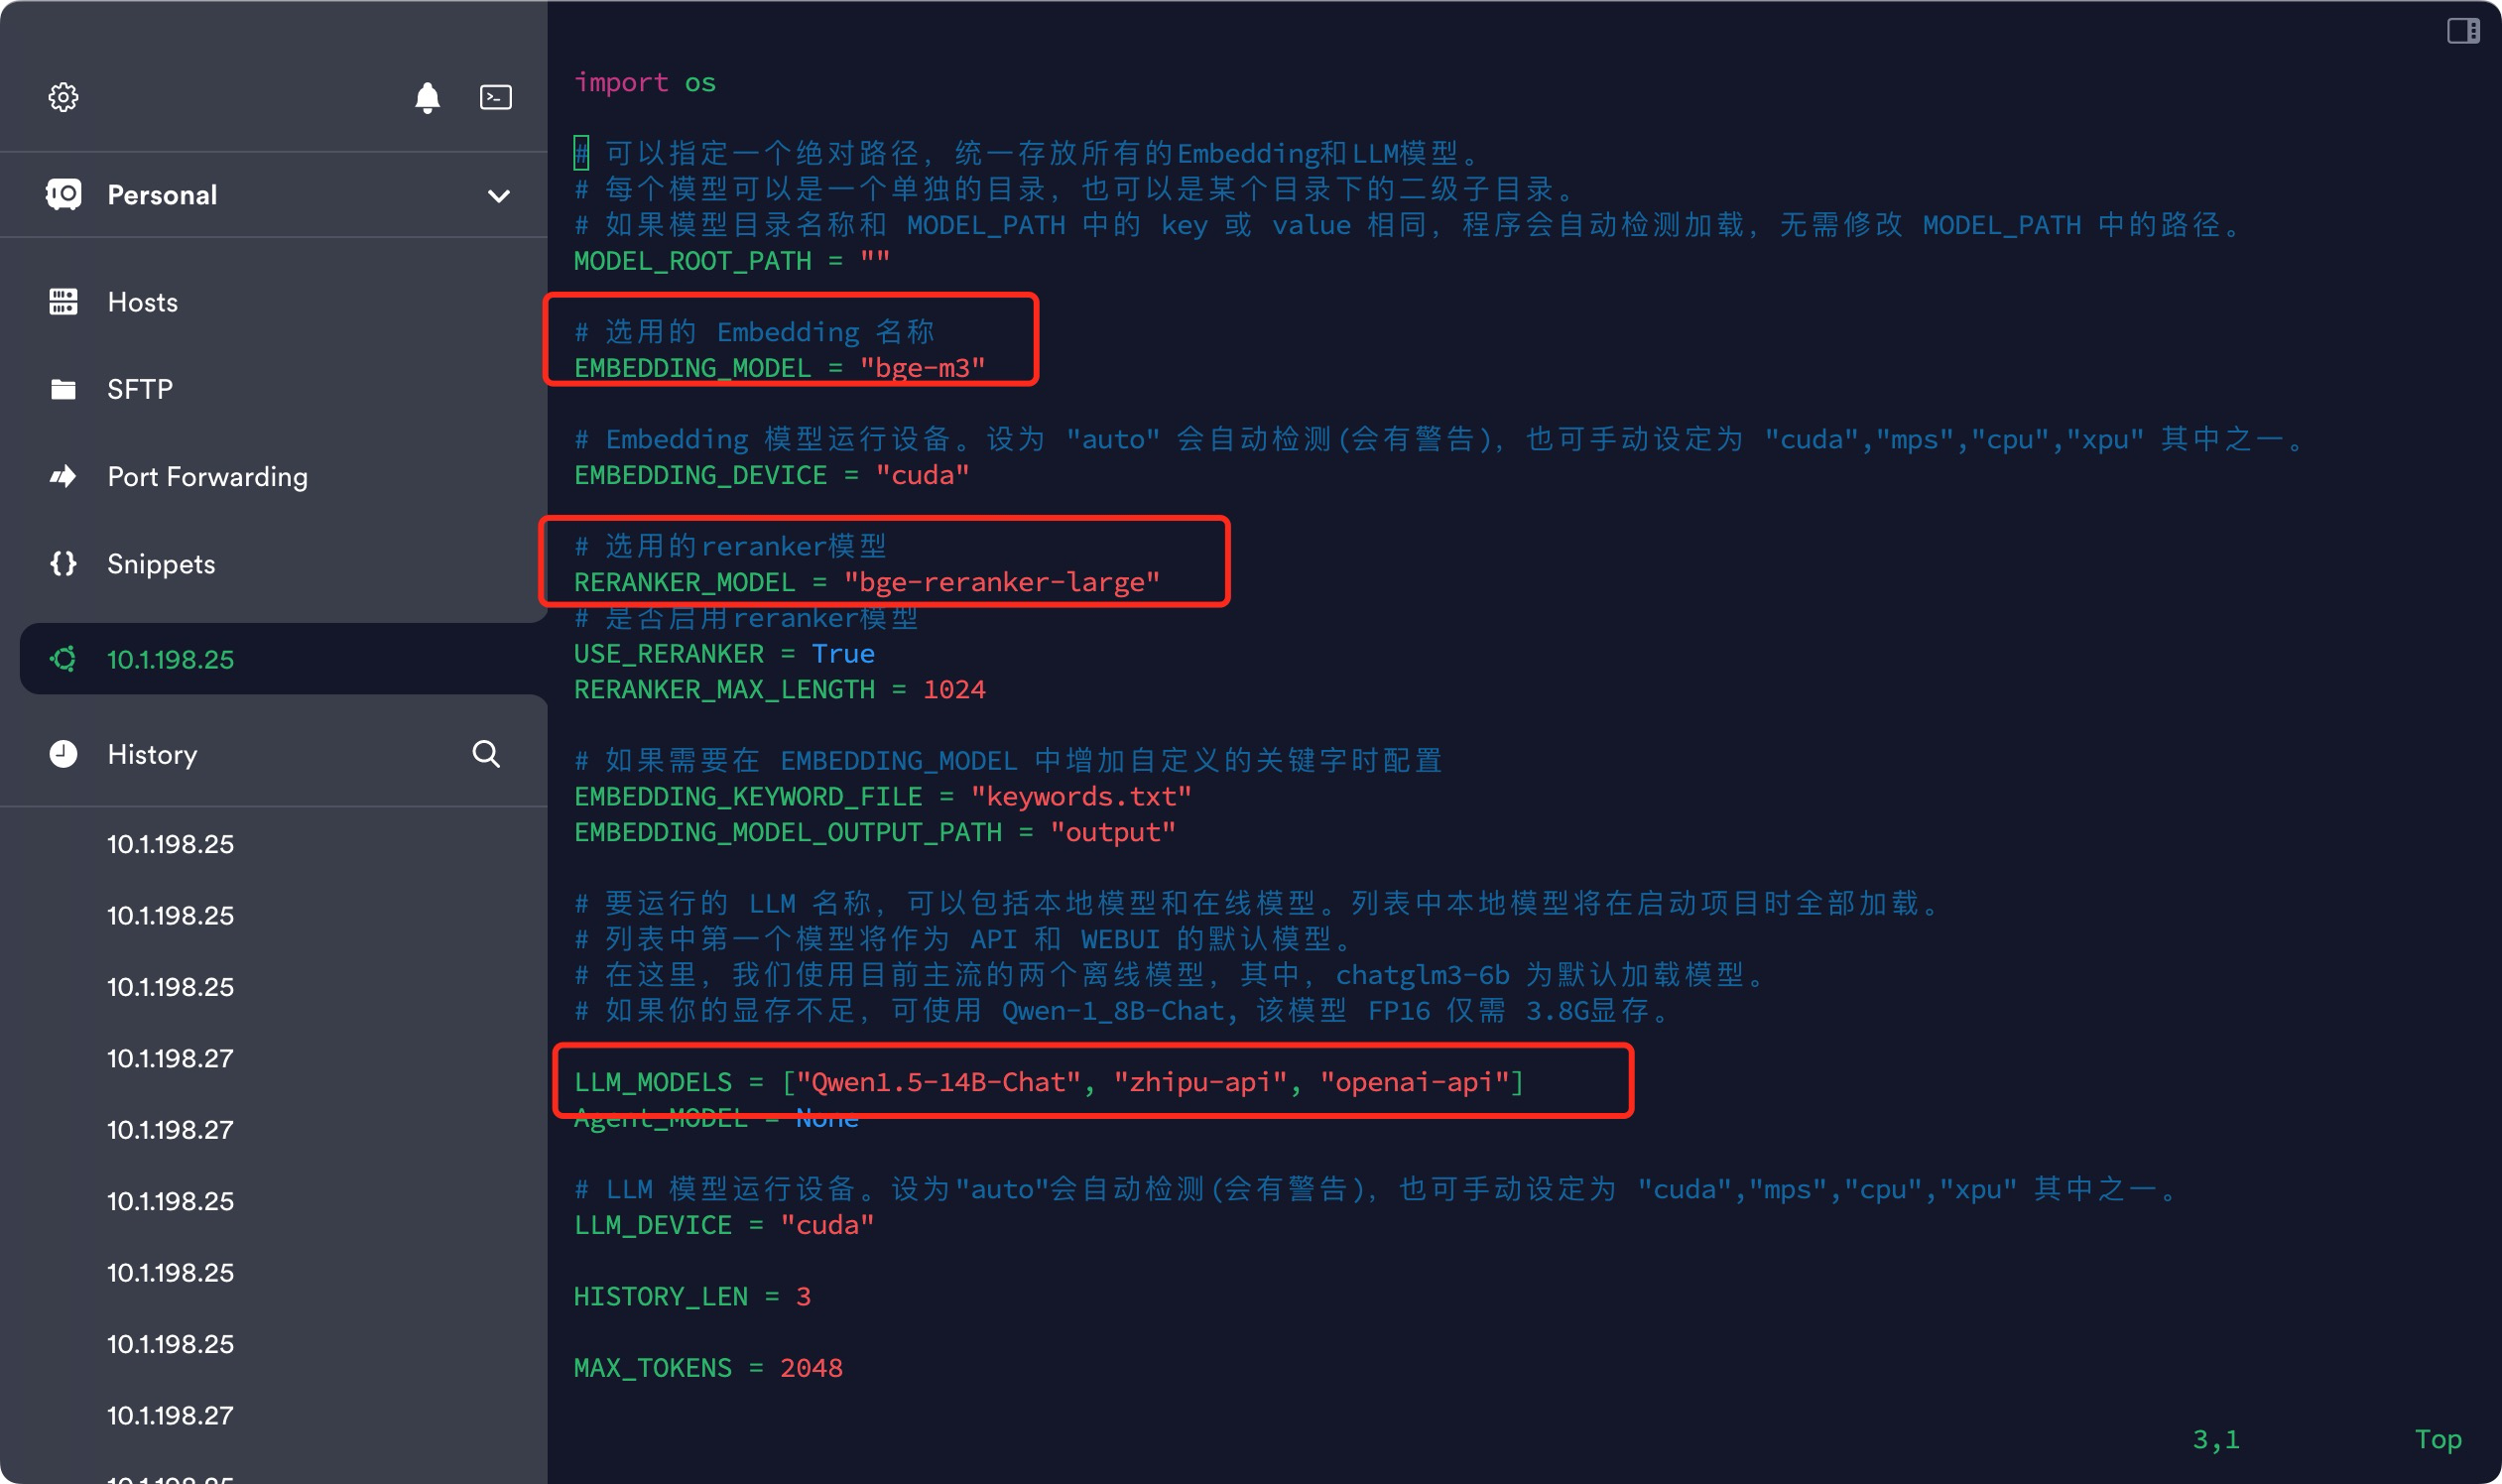 Personal
Hosts
SFTP
Port Forwarding
Snippets
10.1.198.25
History
10.1.198.25
10.1.198.25
10.1.198.25
10.1.198.27
10.1.198.27
10.1.198.25
10.1.198.25
10.1.198.25
10.1.198.27
10.1.198.25
import os
# 可以指定一个绝对路径，统一存放所有的Embedding和LLM模型。
# 每个模型可以是一个单独的目录，也可以是某个目录下的二级子目录。
# 如果模型目录名称和 MODEL_PATH 中的 key 或 value 相同，程序会自动检测加载，无需修改 MODEL_PATH 中的路径。
MODEL_ROOT_PATH = ""
# 选用的 Embedding 名称
EMBEDDING_MODEL = "bge-m3"
# Embedding 模型运行设备。设为 "auto" 会自动检测(会有警告)，也可手动设定为 "cuda","mps","cpu","xpu" 其中之一。
EMBEDDING_DEVICE = "cuda"
# 选用的reranker模型
RERANKER_MODEL = "bge-reranker-large"
# 是否启用reranker模型
USE_RERANKER = True
RERANKER_MAX_LENGTH = 1024
# 如果需要在 EMBEDDING_MODEL 中增加自定义的关键字时配置
EMBEDDING_KEYWORD_FILE = "keywords.txt"
EMBEDDING_MODEL_OUTPUT_PATH = "output"
# 要运行的 LLM 名称，可以包括本地模型和在线模型。列表中本地模型将在启动项目时全部加载。
# 列表中第一个模型将作为 API 和 WEBUI 的默认模型。
# 在这里，我们使用目前主流的两个离线模型，其中，chatglm3-6b 为默认加载模型。
# 如果你的显存不足，可使用 Qwen-1_8B-Chat, 该模型 FP16 仅需 3.8G显存。
LLM_MODELS = ["Qwen1.5-14B-Chat", "zhipu-api", "openai-api"]
Agent_MODEL = None
# LLM 模型运行设备。设为"auto"会自动检测(会有警告)，也可手动设定为 "cuda","mps","cpu","xpu" 其中之一。
LLM_DEVICE = "cuda"
HISTORY_LEN = 3
MAX_TOKENS = 2048
3,1 Top